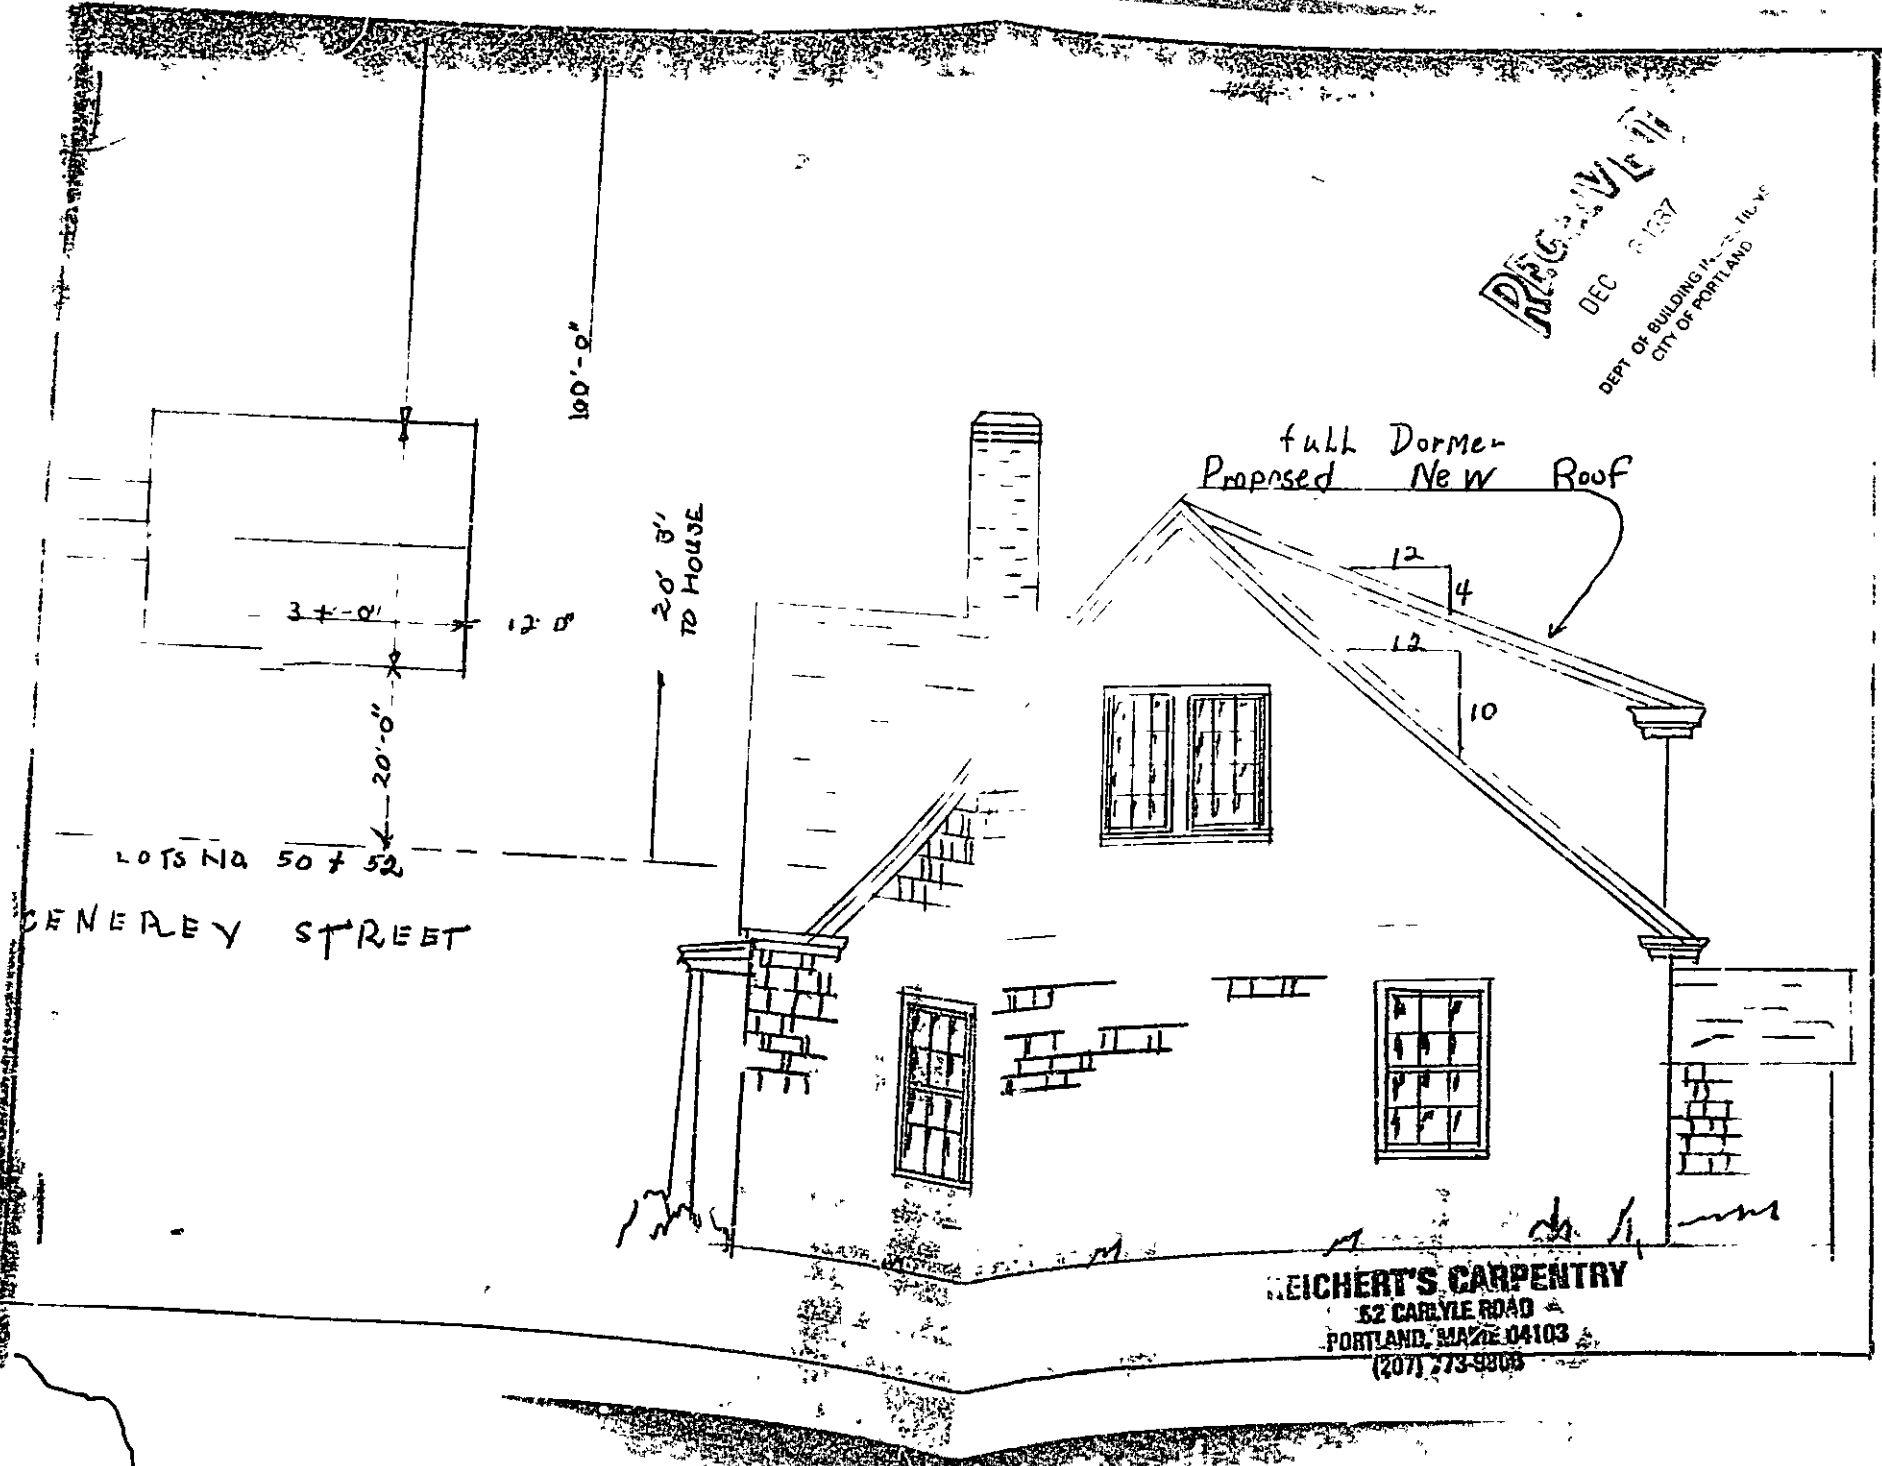 100'-0"
20' 3"
TO HOUSE
12'0"
20'-0"
LOTS NO 50 + 52
STREET
DEC
DEPT OF BUILDING
CITY OF PORTLAND
full Dormer
Proposed New Roof
12
4
12
10
EICHERT'S CARPENTRY
52 CARLYLE ROAD
PORTLAND, MAINE 04103
(207)